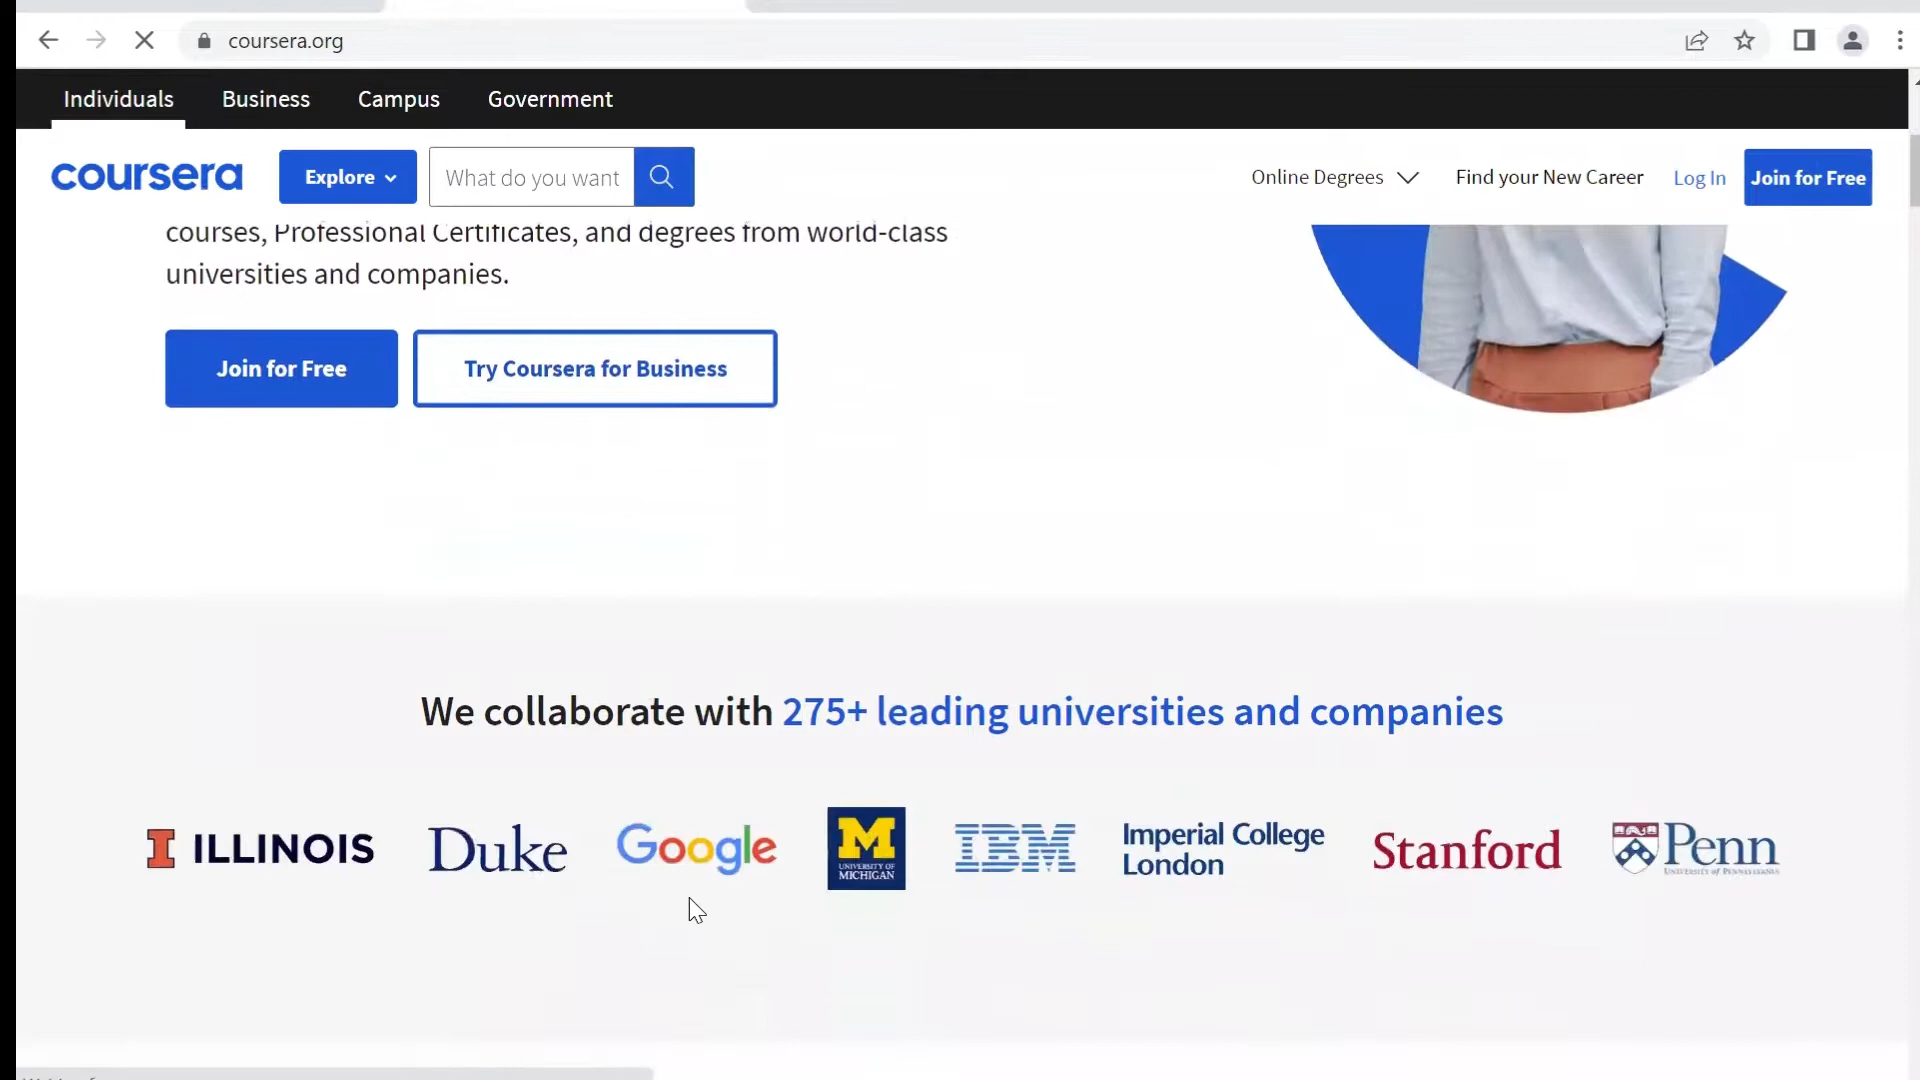 coursera.org
Individuals Business Campus Government
coursera Explore What do you want Online Degrees Find your New Career Log In Join for Free
courses, Professional Certificates, and degrees from world-class
universities and companies.
Join for Free Try Coursera for Business
We collaborate with 275+ leading universities and companies
I ILLINOIS Duke Google M UNIVERSITY OF MICHIGAN IBM Imperial College London Stanford Penn UNIVERSITY OF PENNSYLVANIA